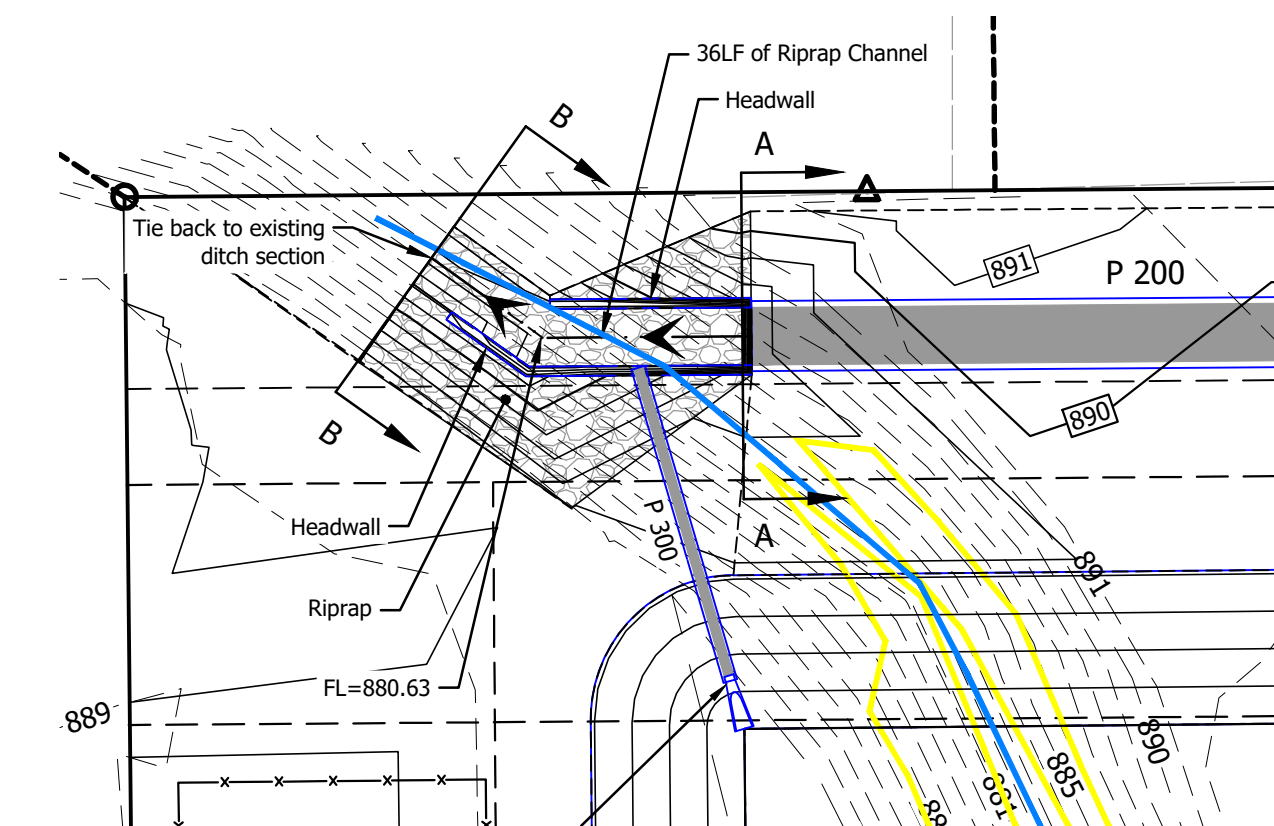 36LF of Riprap Channel
Headwall
B
A
Tie back to existing
ditch section
891
P 200
890
B
Headwall
P 300
A
891
Riprap
FL=880.63
889
890
885
881